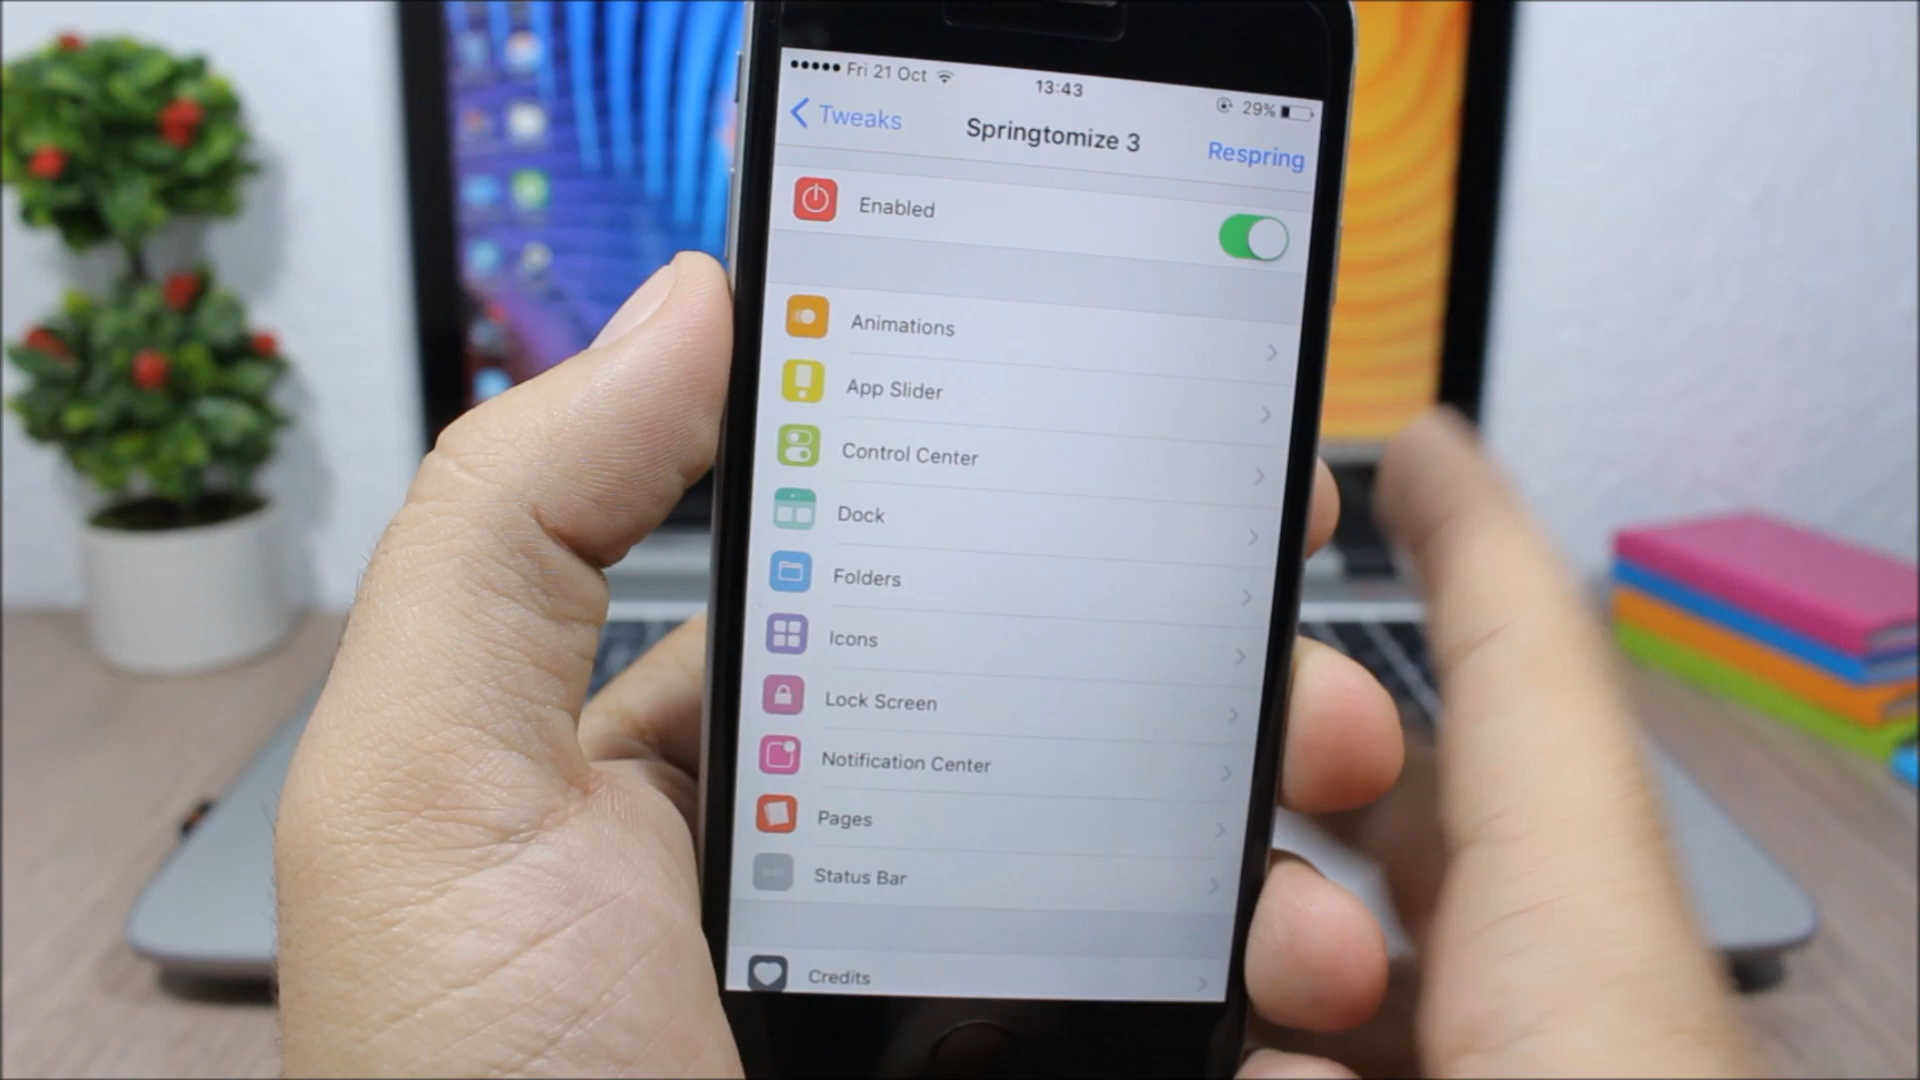 Fri 21 Oct 13:43 29%
Tweaks Springtomize 3 Respring
Enabled
Animations
App Slider
Control Center
Dock
Folders
Icons
Lock Screen
Notification Center
Pages
Status Bar
Credits